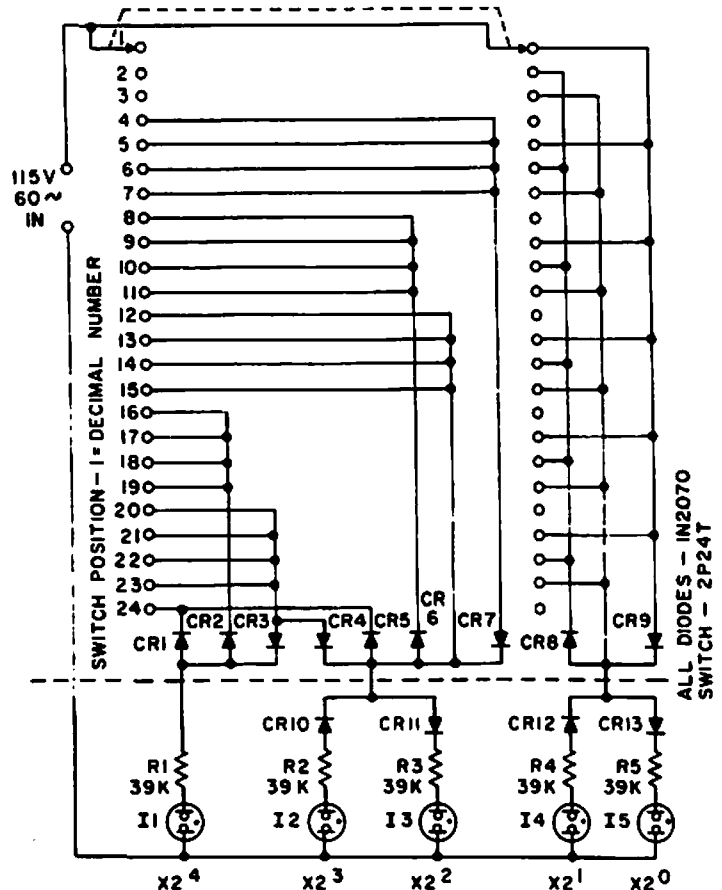 2
3
4
5
6
7
8
9
10
11
12
13
14
15
16
17
18
19
20
21
22
23
24
115V
60 ~
IN
SWITCH POSITION - 1 = DECIMAL NUMBER
ALL DIODES - IN2070
SWITCH - 2P24T
CR1
CR2
CR3
CR4
CR5
CR
6
CR7
CR8
CR9
CR10
CR11
CR12
CR13
R1
39K
R2
39K
R3
39K
R4
39K
R5
39K
I1
I2
I3
I4
I5
X2⁴
X2³
X2²
X2¹
X2⁰